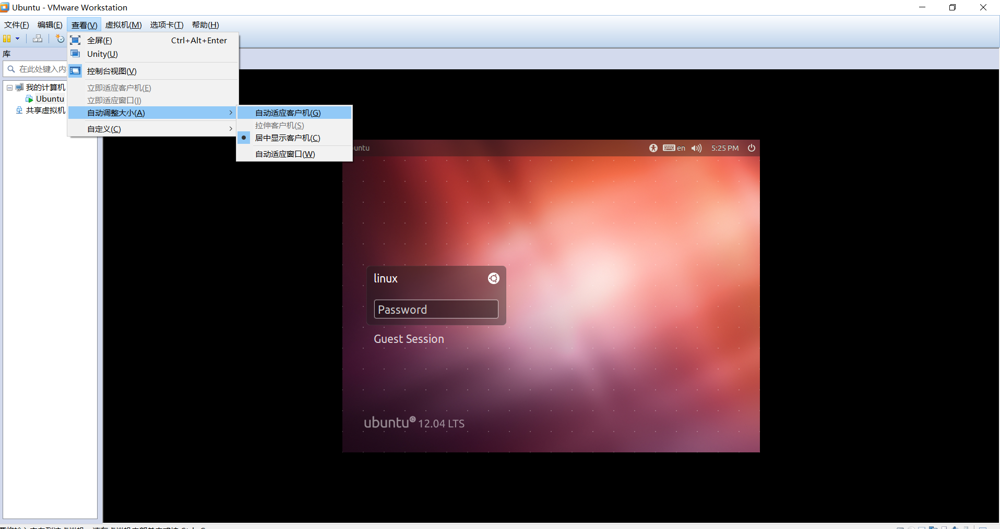 Ubuntu - VMware Workstation
文件(F) 编辑(E) 查看(V) 虚拟机(M) 选项卡(T) 帮助(H)
全屏(F) Ctrl+Alt+Enter
Unity(U)
控制台视图(V)
立即适应客户机(E)
立即适应窗口(I)
自动调整大小(A)
自定义(C)
自动适应客户机(G)
拉伸客户机(S)
居中显示客户机(C)
自动适应窗口(W)
库
在此处键入内
我的计算机
Ubuntu
共享虚拟机
untu
en 5:25 PM
linux
Password
Guest Session
ubuntu 12.04 LTS